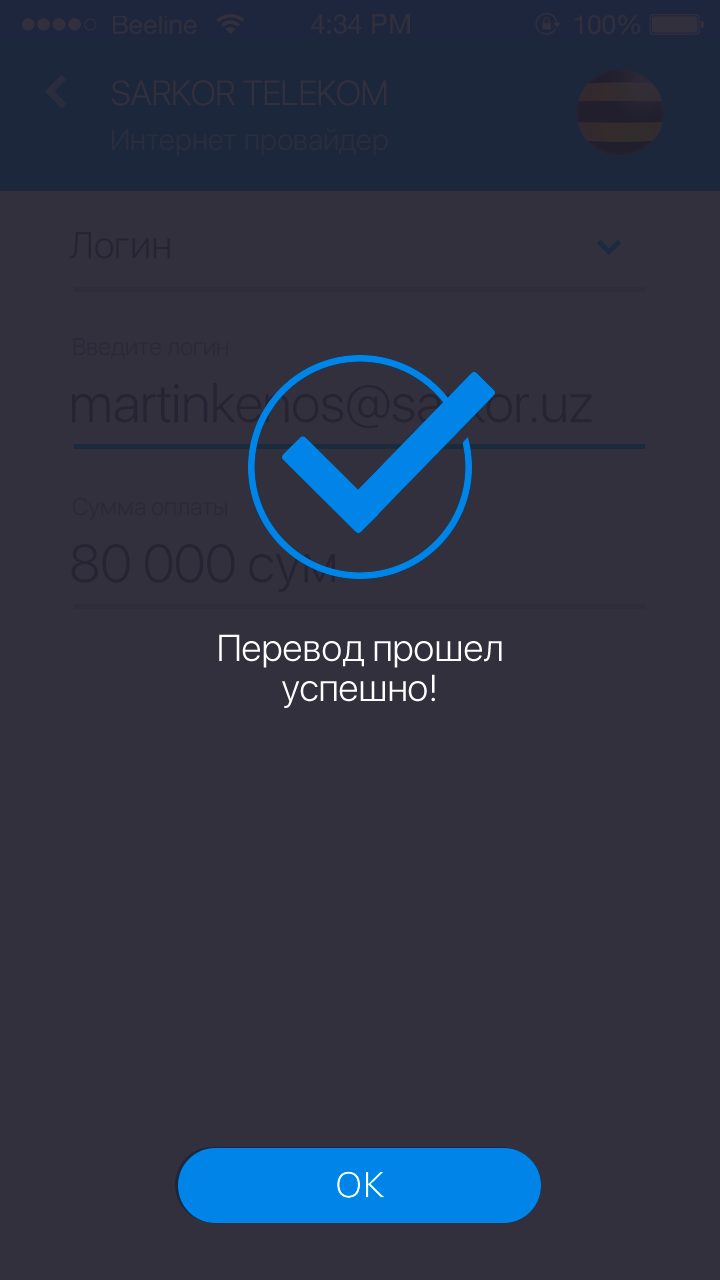 Beeline 4:34 PM 100%
SARKOR TELEKOM
Интернет провайдер
Логин
Введите логин
martinkenos@sarkor.uz
Сумма оплаты
80 000 сум
Перевод прошел
успешно!
OK